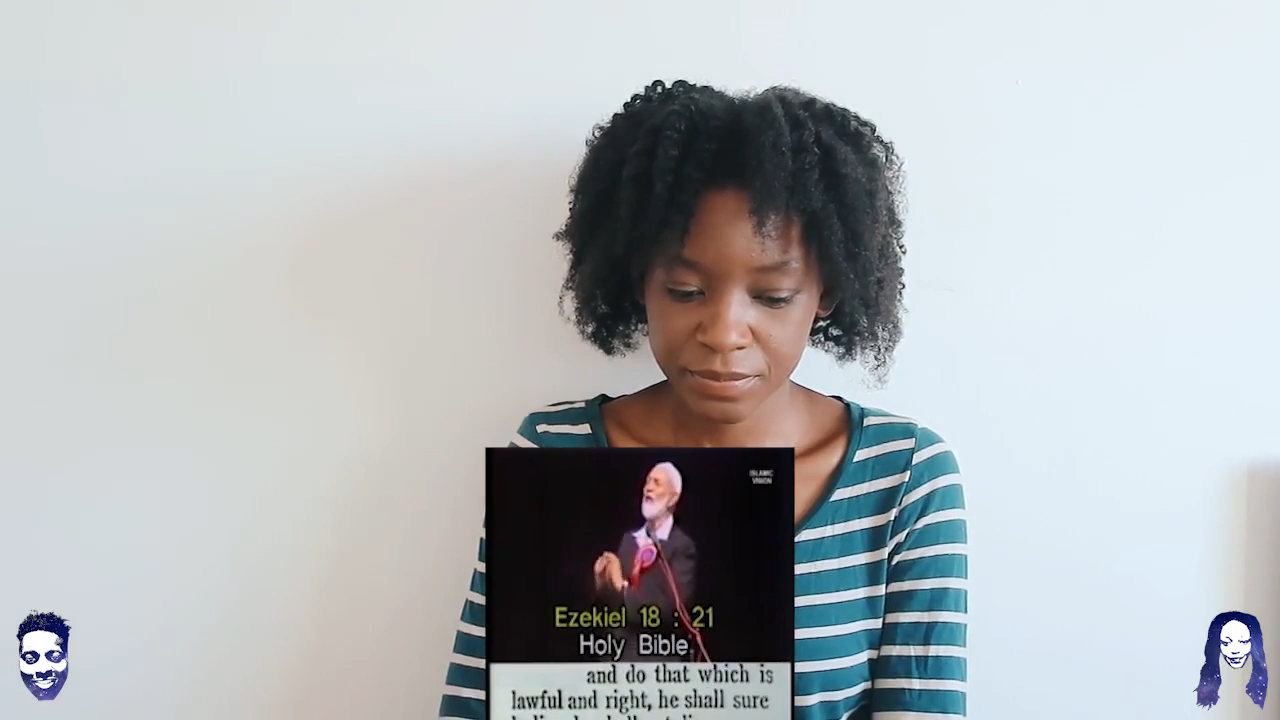 ISLAMIC
VISION
Ezekiel 18 : 21
Holy Bible
and do that which is
lawful and right, he shall sure